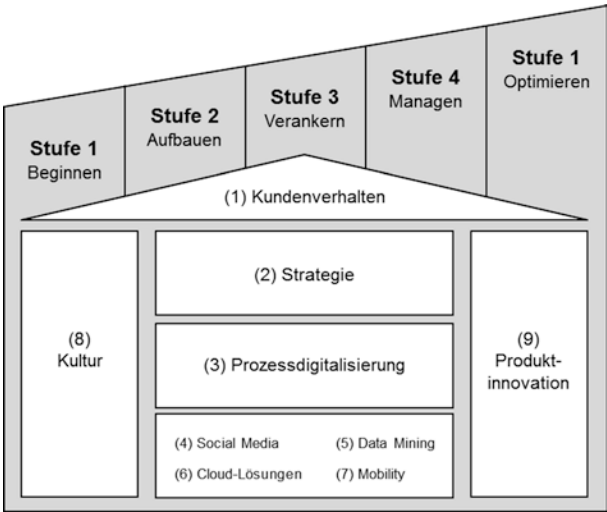 Stufe 1
Beginnen
Stufe 2
Aufbauen
Stufe 3
Verankern
Stufe 4
Managen
Stufe 1
Optimieren
(1) Kundenverhalten
(2) Strategie
(3) Prozessdigitalisierung
(4) Social Media
(5) Data Mining
(6) Cloud-Lösungen
(7) Mobility
(8)
Kultur
(9)
Produkt-
innovation